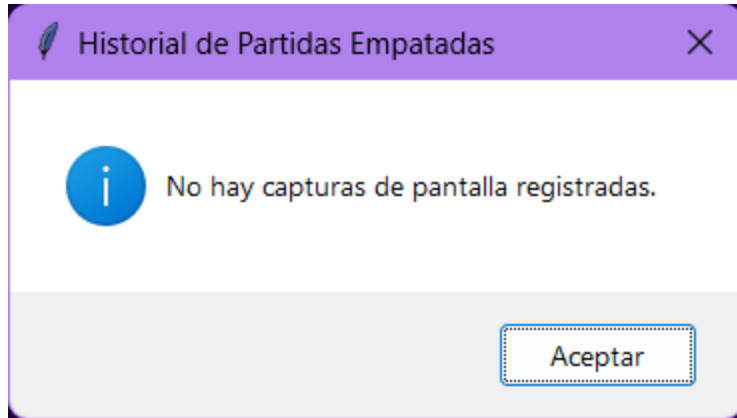 Historial de Partidas Empatadas
No hay capturas de pantalla registradas.
Aceptar